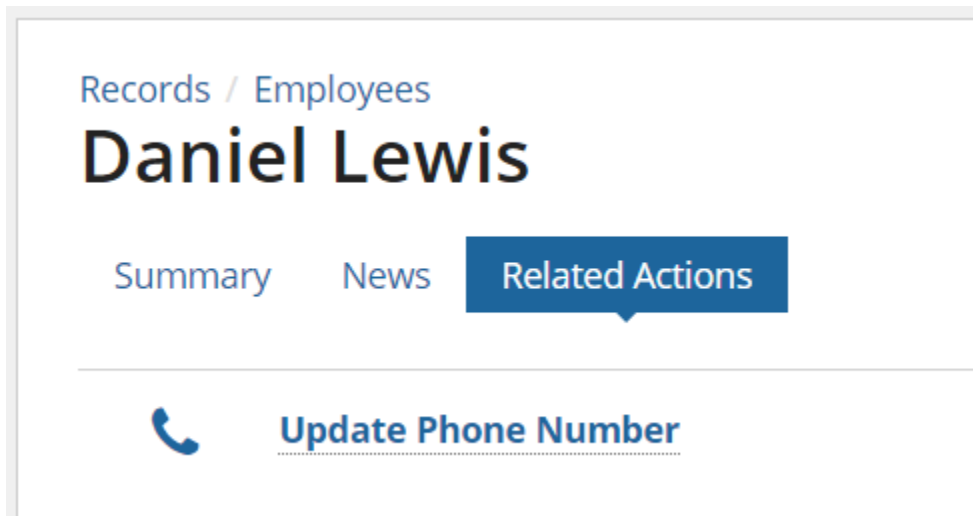 Records / Employees
Daniel Lewis
Summary News Related Actions
Update Phone Number